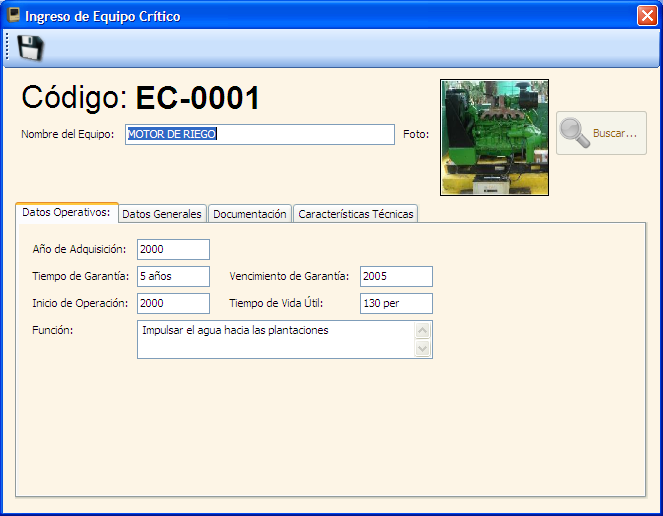 Ingreso de Equipo Crítico
Código: EC-0001
Nombre del Equipo: MOTOR DE RIEGO Foto: Buscar...
Datos Operativos: Datos Generales Documentación Características Técnicas
Año de Adquisición: 2000
Tiempo de Garantía: 5 años Vencimiento de Garantía: 2005
Inicio de Operación: 2000 Tiempo de Vida Útil: 130 per
Función: Impulsar el agua hacia las plantaciones